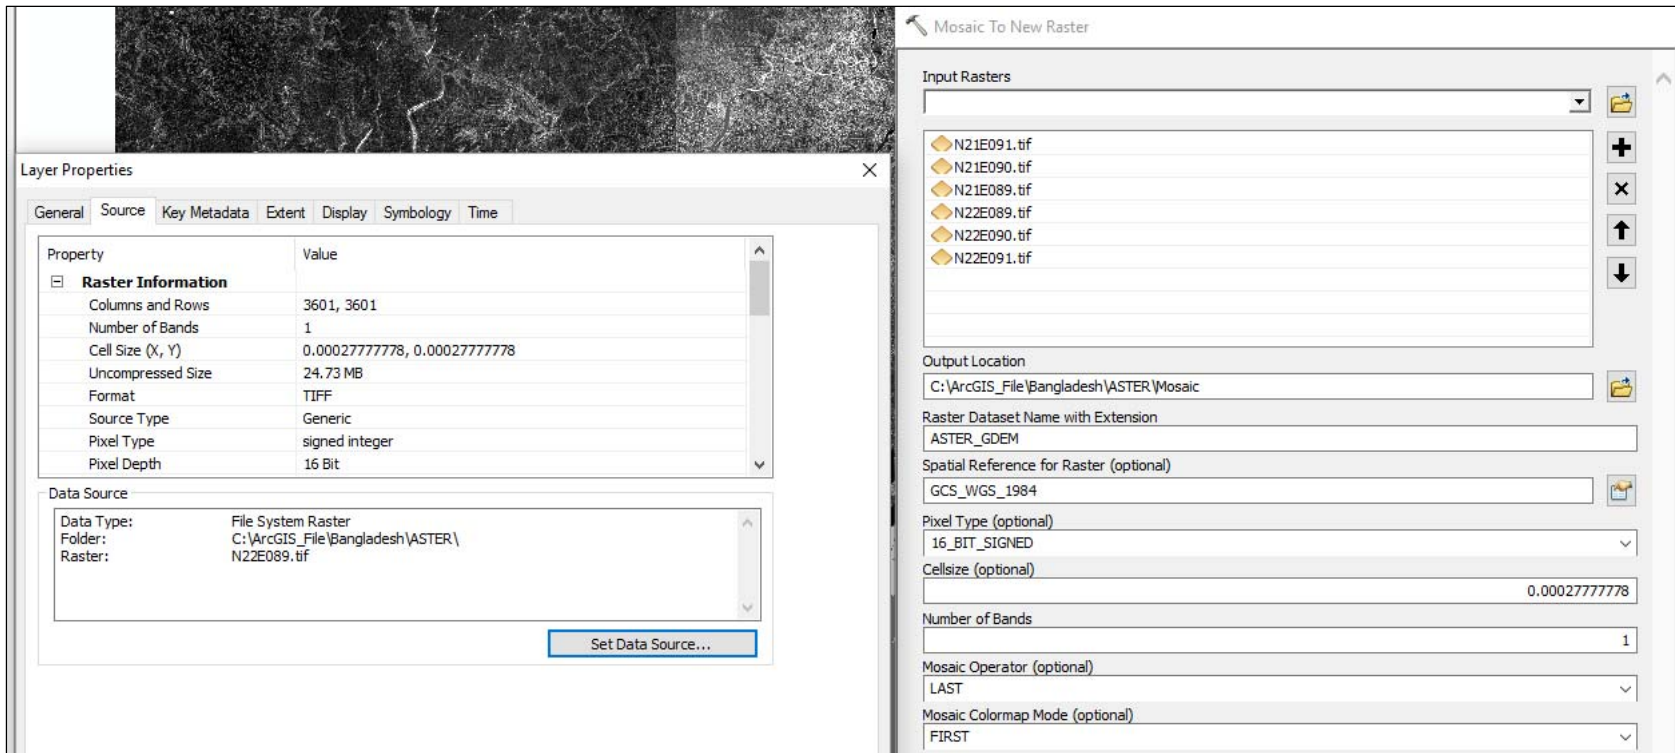 Layer Properties
General Source Key Metadata Extent Display Symbology Time
Property Value
Raster Information
Columns and Rows 3601, 3601
Number of Bands 1
Cell Size (X, Y) 0.00027777778, 0.00027777778
Uncompressed Size 24.73 MB
Format TIFF
Source Type Generic
Pixel Type signed integer
Pixel Depth 16 Bit
Data Source
Data Type: File System Raster
Folder: C:\ArcGIS_File\Bangladesh\ASTER\
Raster: N22E089.tif
Set Data Source...
Mosaic To New Raster
Input Rasters
N21E091.tif
N21E090.tif
N21E089.tif
N22E089.tif
N22E090.tif
N22E091.tif
Output Location
C:\ArcGIS_File\Bangladesh\ASTER\Mosaic
Raster Dataset Name with Extension
ASTER_GDEM
Spatial Reference for Raster (optional)
GCS_WGS_1984
Pixel Type (optional)
16_BIT_SIGNED
Cellsize (optional)
0.00027777778
Number of Bands
1
Mosaic Operator (optional)
LAST
Mosaic Colormap Mode (optional)
FIRST